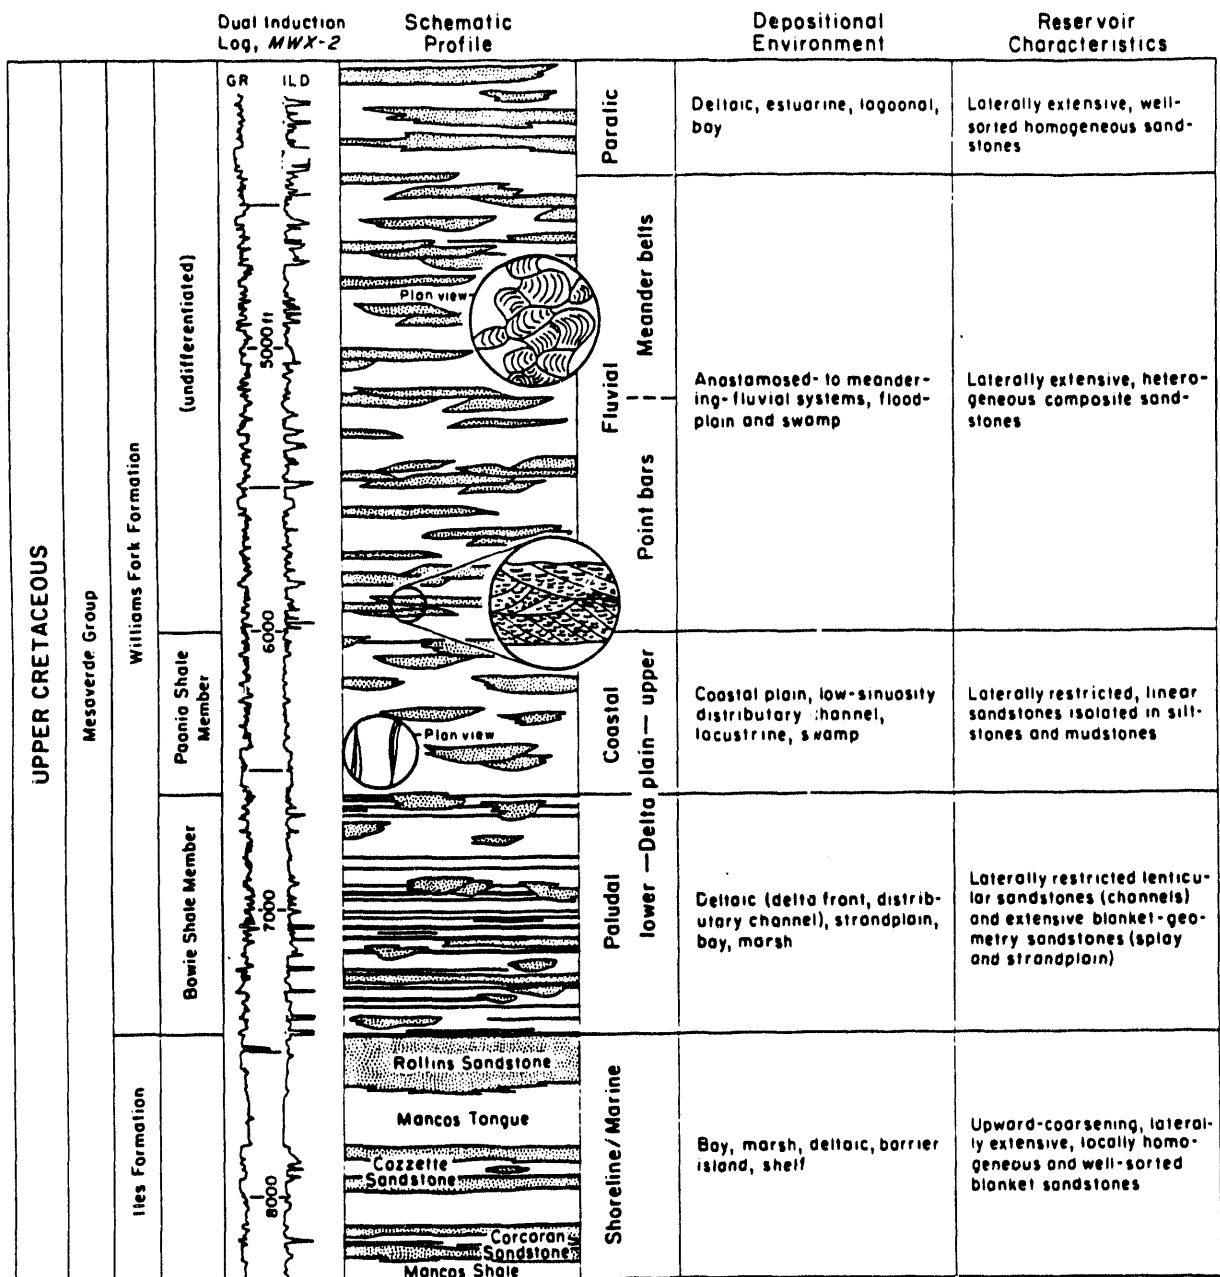 Dual Induction
Log, MWX-2
Schematic
Profile
Depositional
Environment
Reservoir
Characteristics
GR
ILD
UPPER CRETACEOUS
Mesaverde Group
Williams Fork Formation
(undifferentiated)
Paonia Shale
Member
Bowie Shale Member
Iles Formation
5000 ft
6000
7000
8000
Plan view
Plan view
Rollins Sandstone
Mancos Tongue
Cozzette
Sandstone
Corcoran
Sandstone
Mancos Shale
Paralic
Fluvial
Meander belts
Point bars
Coastal
Paludal
lower — Delta plain — upper
Shoreline/Marine
Deltaic, estuarine, lagoonal,
bay
Laterally extensive, well-
sorted homogeneous sand-
stones
Anastamosed- to meander-
ing-fluvial systems, flood-
plain and swamp
Laterally extensive, hetero-
geneous composite sand-
stones
Coastal plain, low-sinuosity
distributary channel,
lacustrine, swamp
Laterally restricted, linear
sandstones isolated in silt-
stones and mudstones
Deltaic (delta front, distrib-
utary channel), strandplain,
bay, marsh
Laterally restricted lenticu-
lar sandstones (channels)
and extensive blanket-geo-
metry sandstones (splay
and strandplain)
Bay, marsh, deltaic, barrier
island, shelf
Upward-coarsening, lateral-
ly extensive, locally homo-
geneous and well-sorted
blanket sandstones